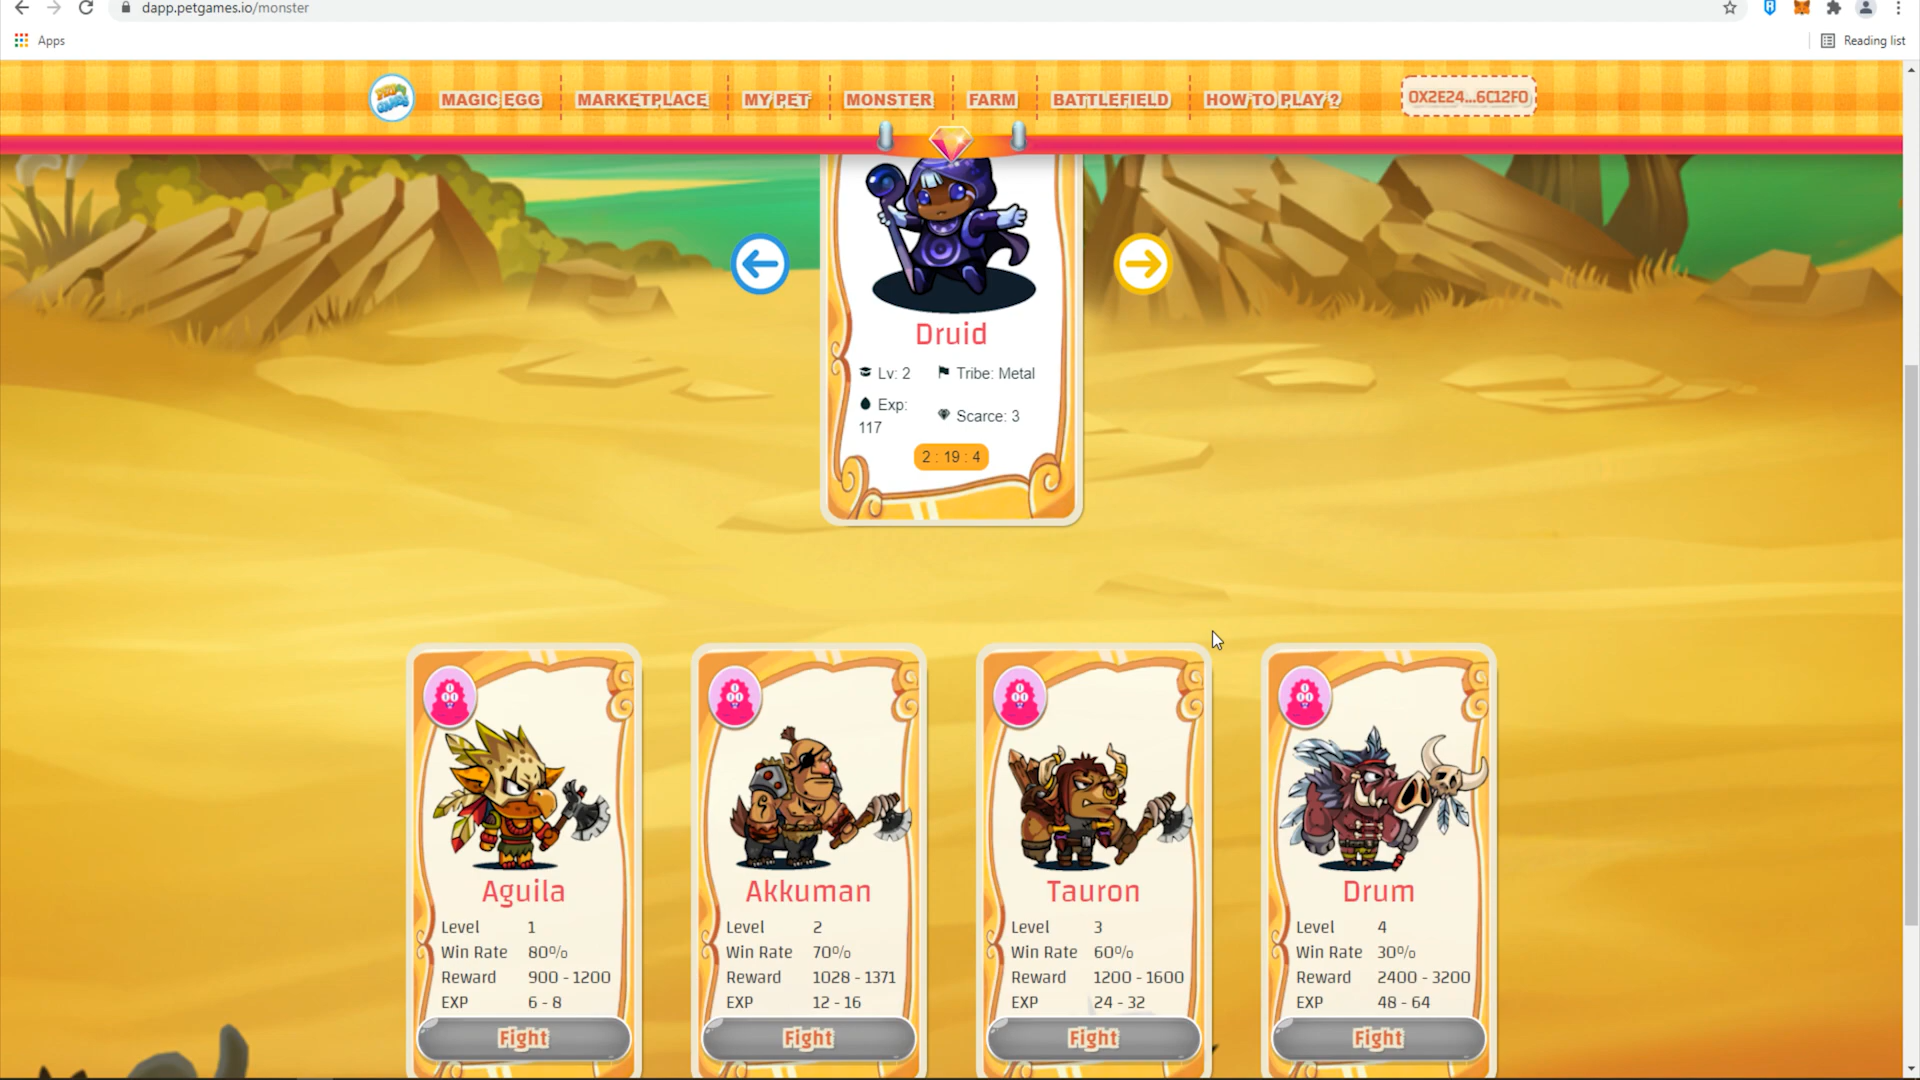 dapp.petgames.io/monster
Apps
Reading list
MAGIC EGG
MARKETPLACE
MY PET
MONSTER
FARM
BATTLEFIELD
HOW TO PLAY ?
0X2E24...6C12F0
Druid
Lv: 2
Tribe: Metal
Exp: 117
Scarce: 3
2 : 19 : 4
Aguila
Level 1
Win Rate 80%
Reward 900 - 1200
EXP 6 - 8
Fight
Akkuman
Level 2
Win Rate 70%
Reward 1028 - 1371
EXP 12 - 16
Fight
Tauron
Level 3
Win Rate 60%
Reward 1200 - 1600
EXP 24 - 32
Fight
Drum
Level 4
Win Rate 30%
Reward 2400 - 3200
EXP 48 - 64
Fight